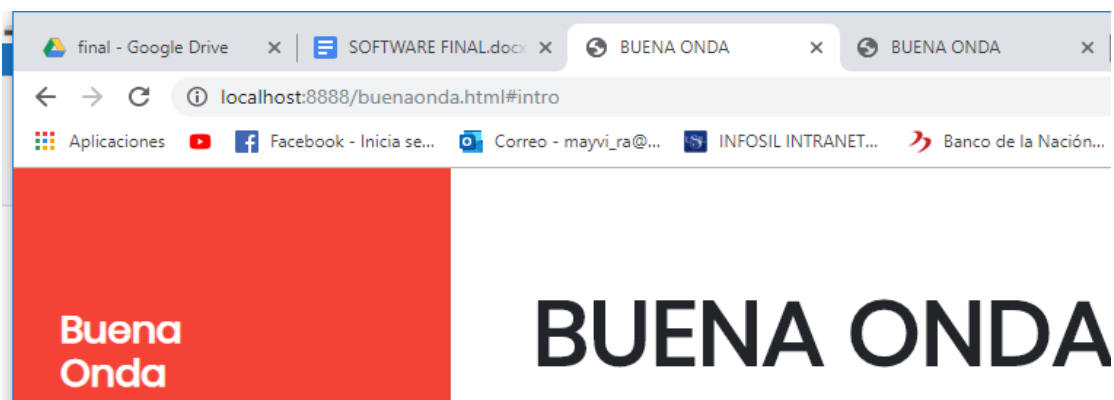 final - Google Drive
SOFTWARE FINAL.docx
BUENA ONDA
BUENA ONDA
localhost:8888/buenaonda.html#intro
Aplicaciones
Facebook - Inicia se...
Correo - mayvi_ra@...
INFOSIL INTRANET...
Banco de la Nación...
Buena
Onda
BUENA ONDA